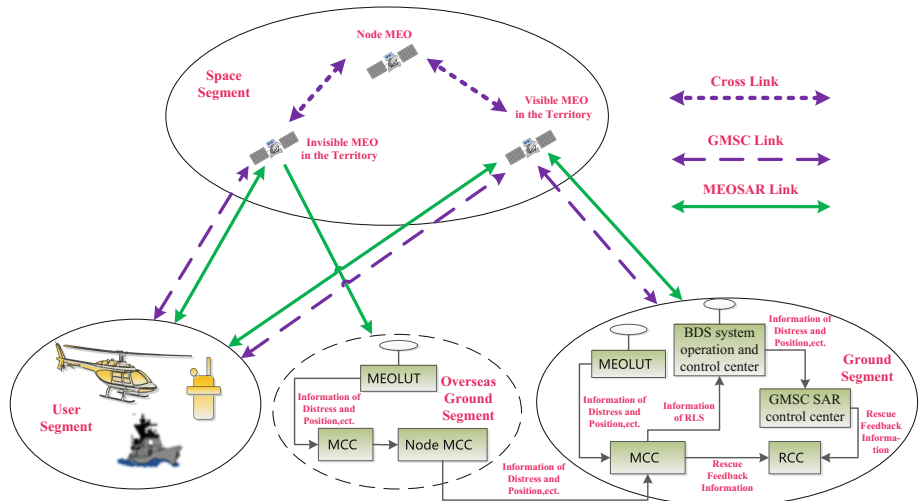 Node MEO
Space
Segment
Invisible MEO
in the Territory
Visible MEO
in the Territory
Cross Link
GMSC Link
MEOSAR Link
User
Segment
MEOLUT
Overseas
Ground
Segment
Information of
Distress and
Position,ect.
MCC
Node MCC
Information of
Distress and
Position,ect.
MEOLUT
BDS system
operation and
control center
Information of
Distress and
Position,ect.
Ground
Segment
GMSC SAR
control center
Information of
Distress and
Position,ect.
Information
of RLS
Rescue
Feedback
Informa-
tion
MCC
RCC
Rescue
Feedback
Information